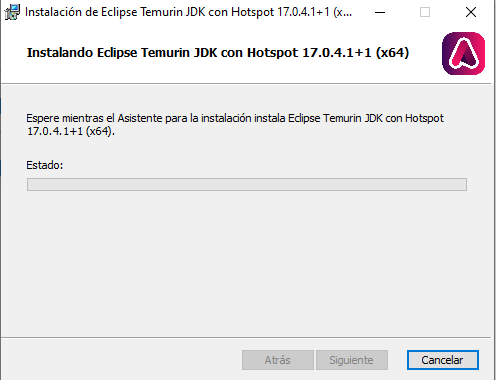 Instalación de Eclipse Temurin JDK con Hotspot 17.0.4.1+1 (x...
Instalando Eclipse Temurin JDK con Hotspot 17.0.4.1+1 (x64)
Espere mientras el Asistente para la instalación instala Eclipse Temurin JDK con Hotspot
17.0.4.1+1 (x64).
Estado:
Atrás Siguiente Cancelar